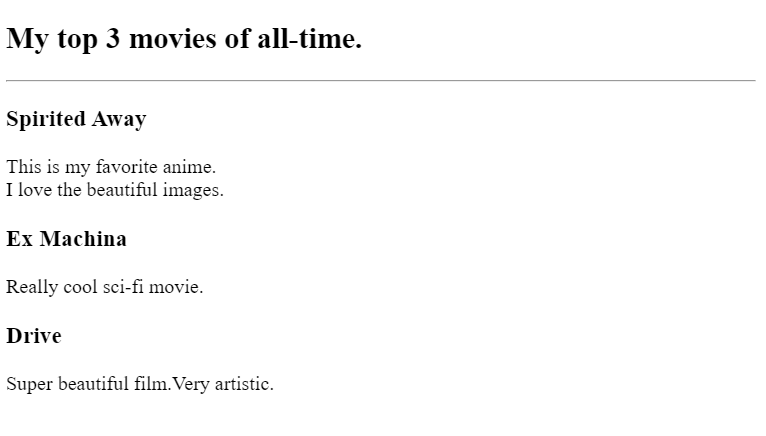 My top 3 movies of all-time.
Spirited Away
This is my favorite anime.
I love the beautiful images.
Ex Machina
Really cool sci-fi movie.
Drive
Super beautiful film.Very artistic.